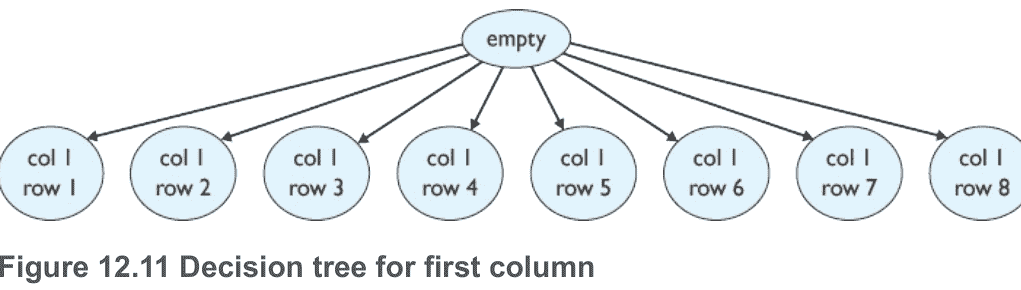 empty
col 1
row 1
col 1
row 2
col 1
row 3
col 1
row 4
col 1
row 5
col 1
row 6
col 1
row 7
col 1
row 8
Figure 12.11 Decision tree for first column